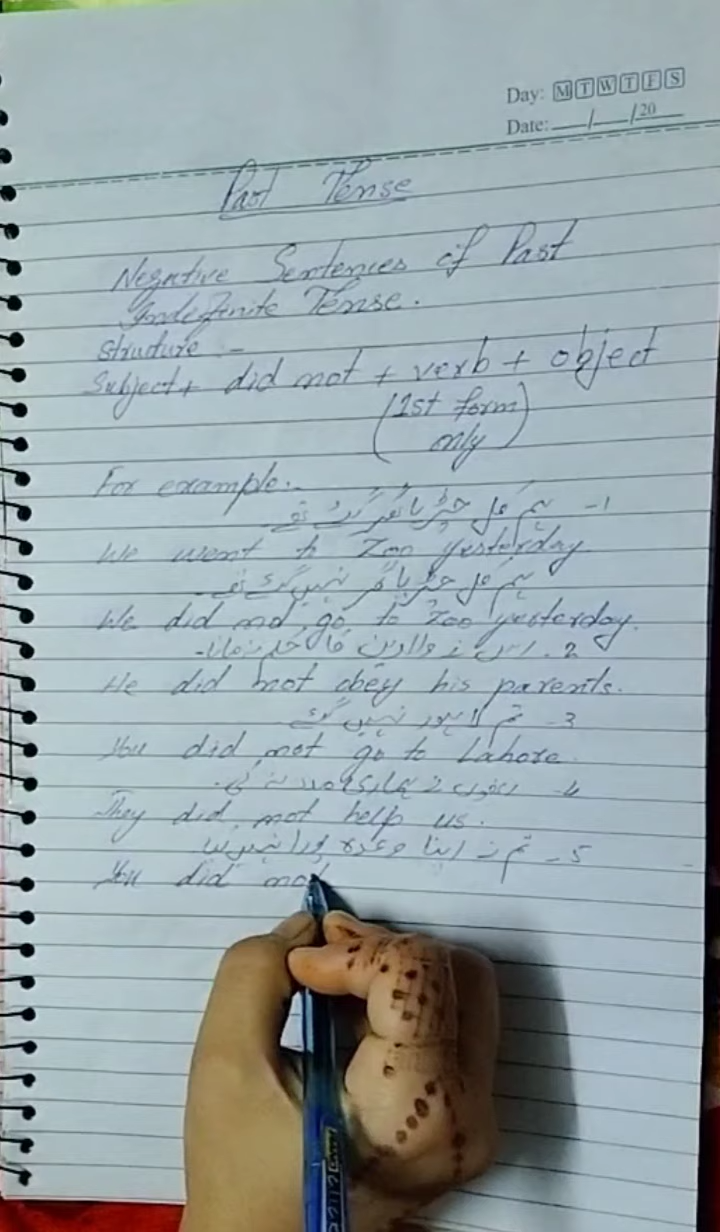 Day: M T W T F S
Date: __/__/20__
Past Tense
Negative Sentences of Past
Indefinite Tense.
Structure :-
Subject + did not + verb + object
(1st form
only)
For example:-
1- ہم کل چڑیا گھر گئے تھے۔
We went to Zoo yesterday.
ہم کل چڑیا گھر نہیں گئے تھے۔
We did not go to Zoo yesterday.
2. اس نے والدین کا حکم نہ مانا۔
He did not obey his parents.
3- تم لاہور نہیں گئے۔
You did not go to Lahore.
4- انہوں نے ہماری مدد نہ کی۔
They did not help us.
5- تم نے اپنا وعدہ پورا نہیں کیا
You did not